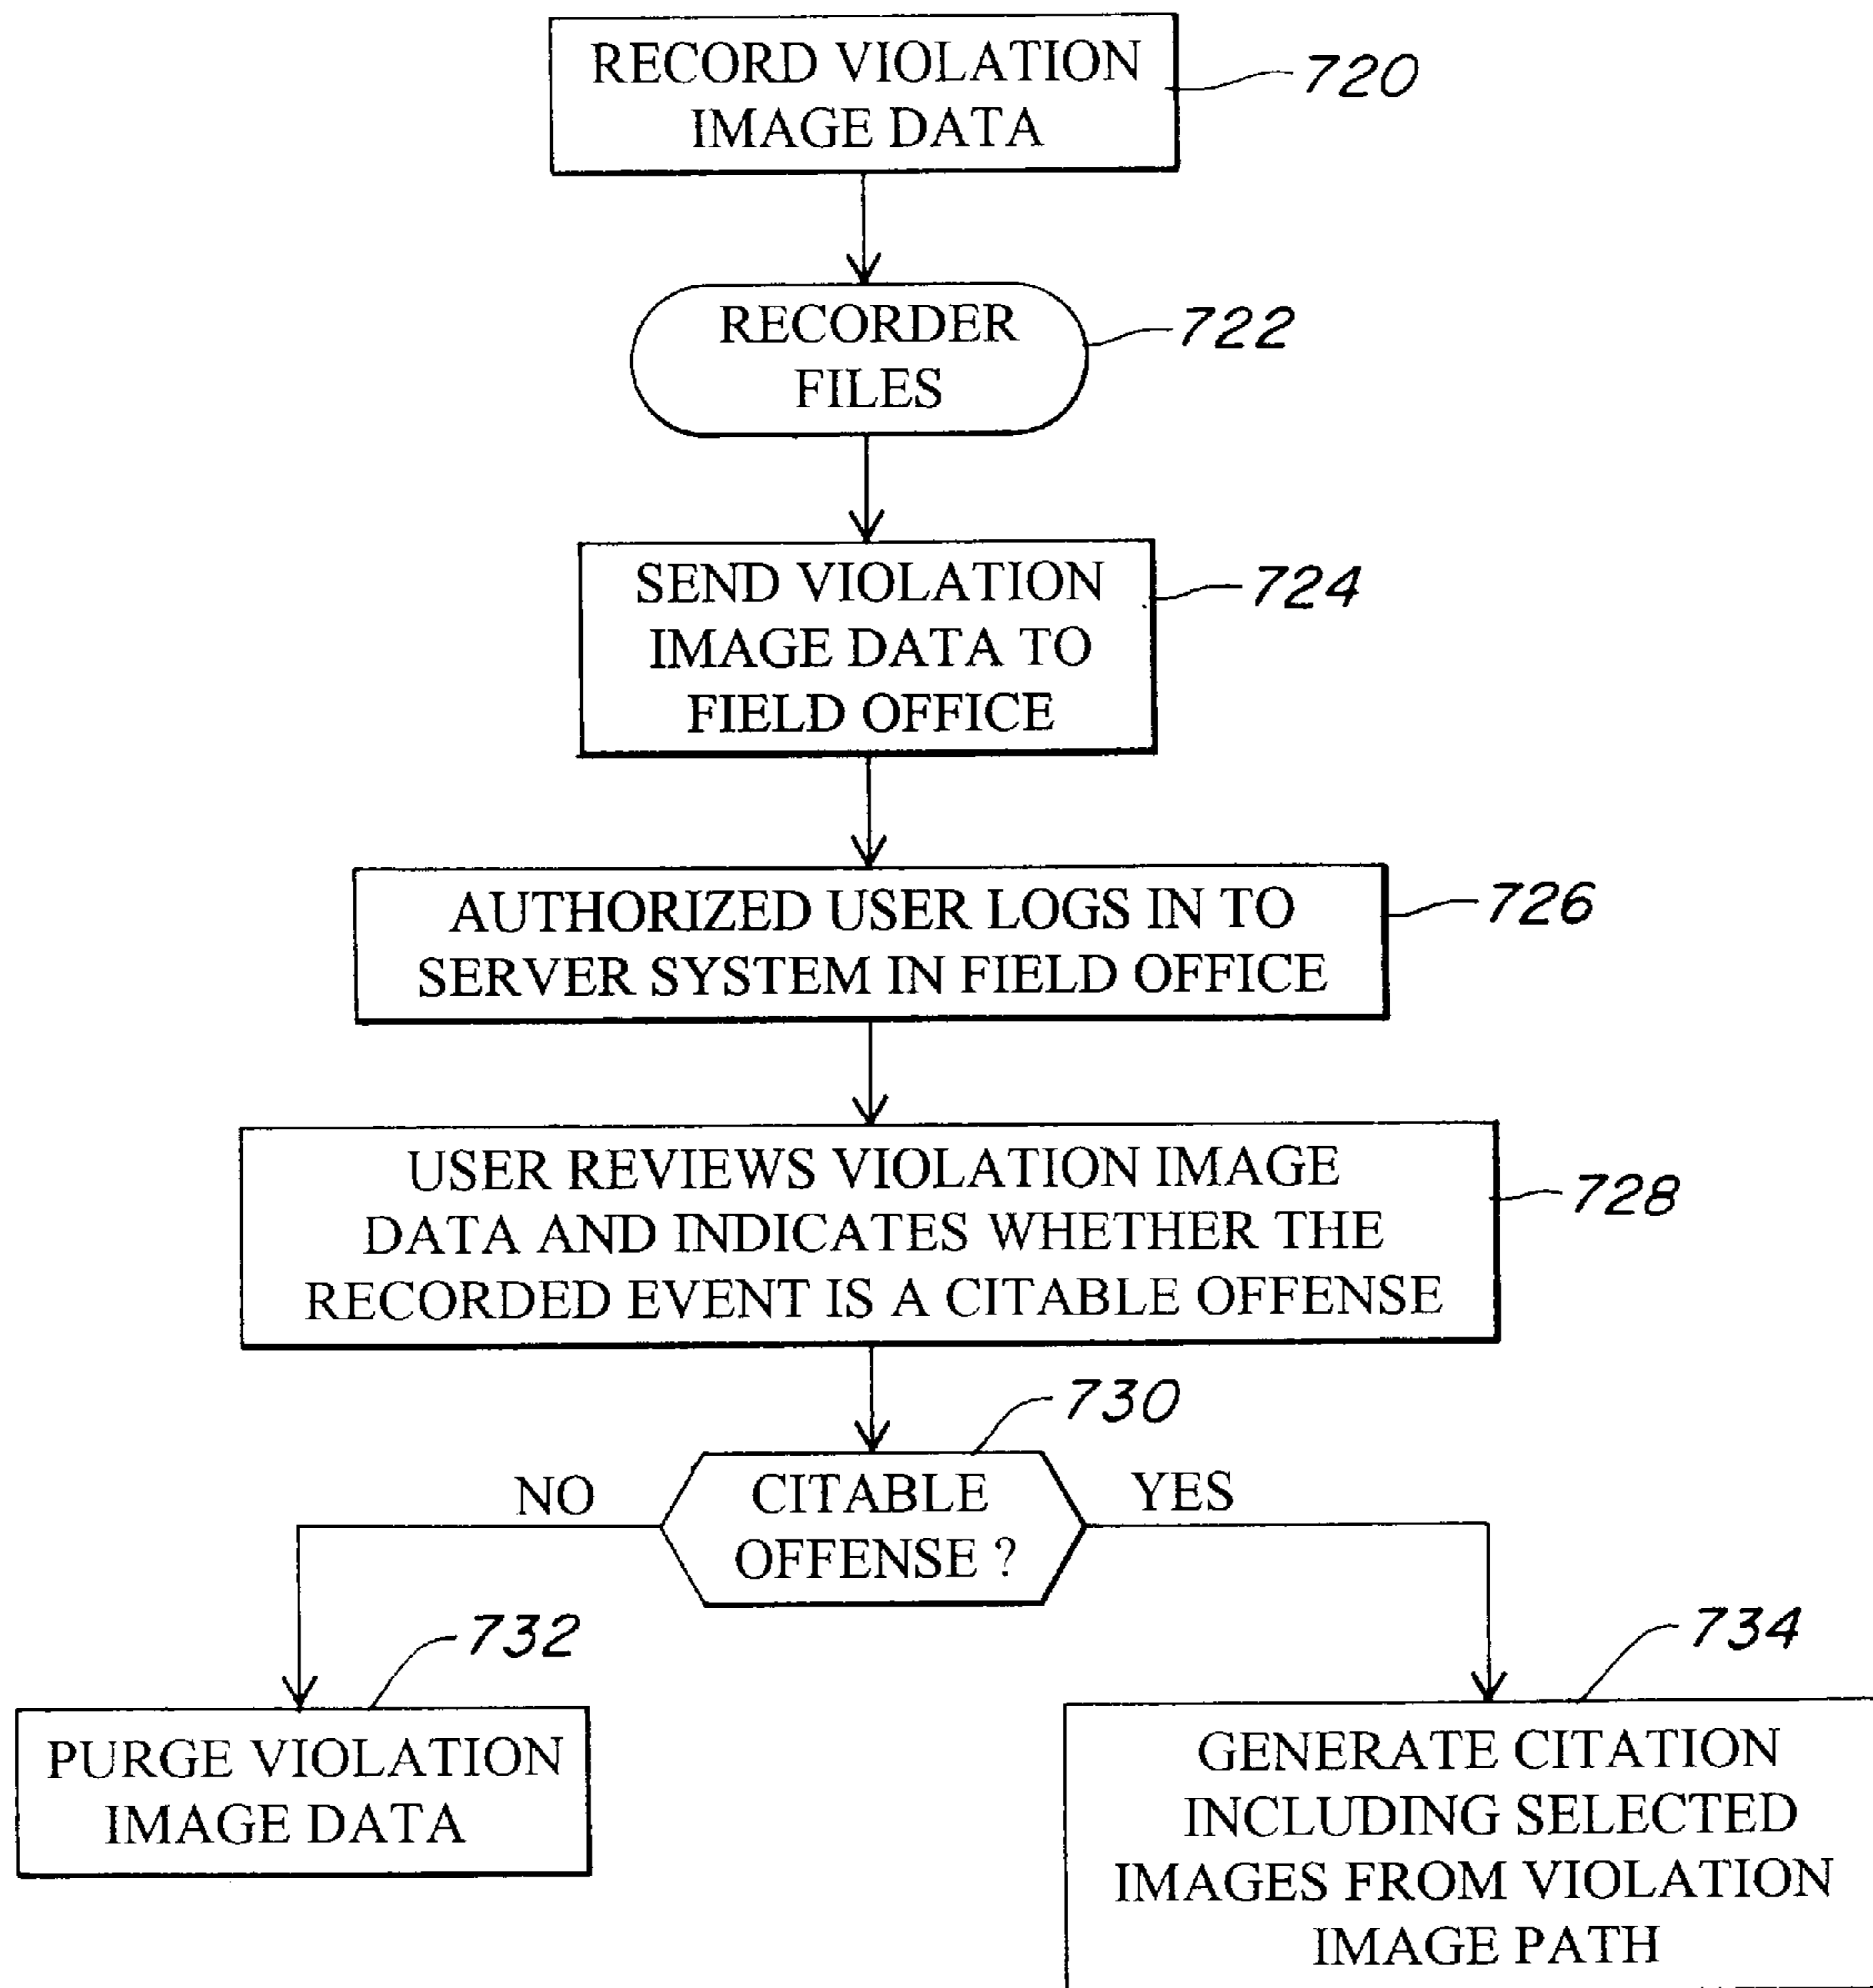 RECORD VIOLATION
IMAGE DATA
720
RECORDER
FILES
722
SEND VIOLATION
IMAGE DATA TO
FIELD OFFICE
724
AUTHORIZED USER LOGS IN TO
SERVER SYSTEM IN FIELD OFFICE
726
USER REVIEWS VIOLATION IMAGE
DATA AND INDICATES WHETHER THE
RECORDED EVENT IS A CITABLE OFFENSE
728
730
NO
CITABLE
OFFENSE ?
YES
732
PURGE VIOLATION
IMAGE DATA
734
GENERATE CITATION
INCLUDING SELECTED
IMAGES FROM VIOLATION
IMAGE PATH